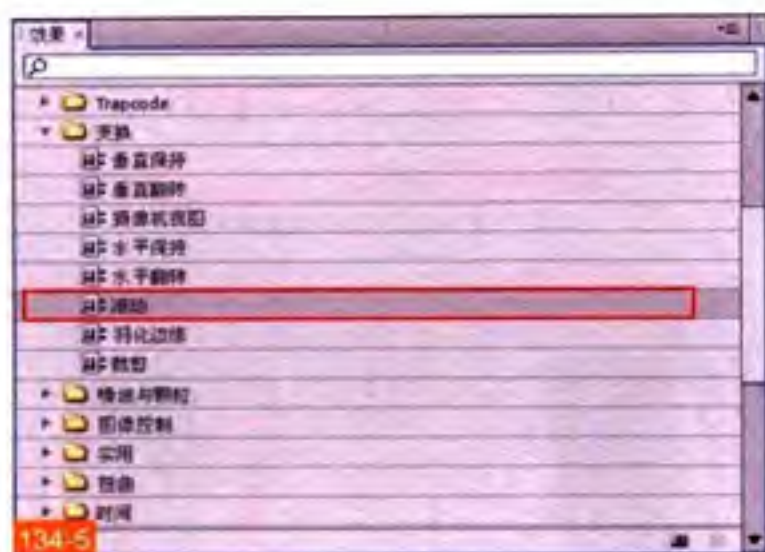 效果 ×
Trapcode
变换
垂直保持
垂直翻转
摄像机视图
水平保持
水平翻转
滚动
羽化边缘
裁剪
噪波与颗粒
图像控制
实用
扭曲
时间
134-5